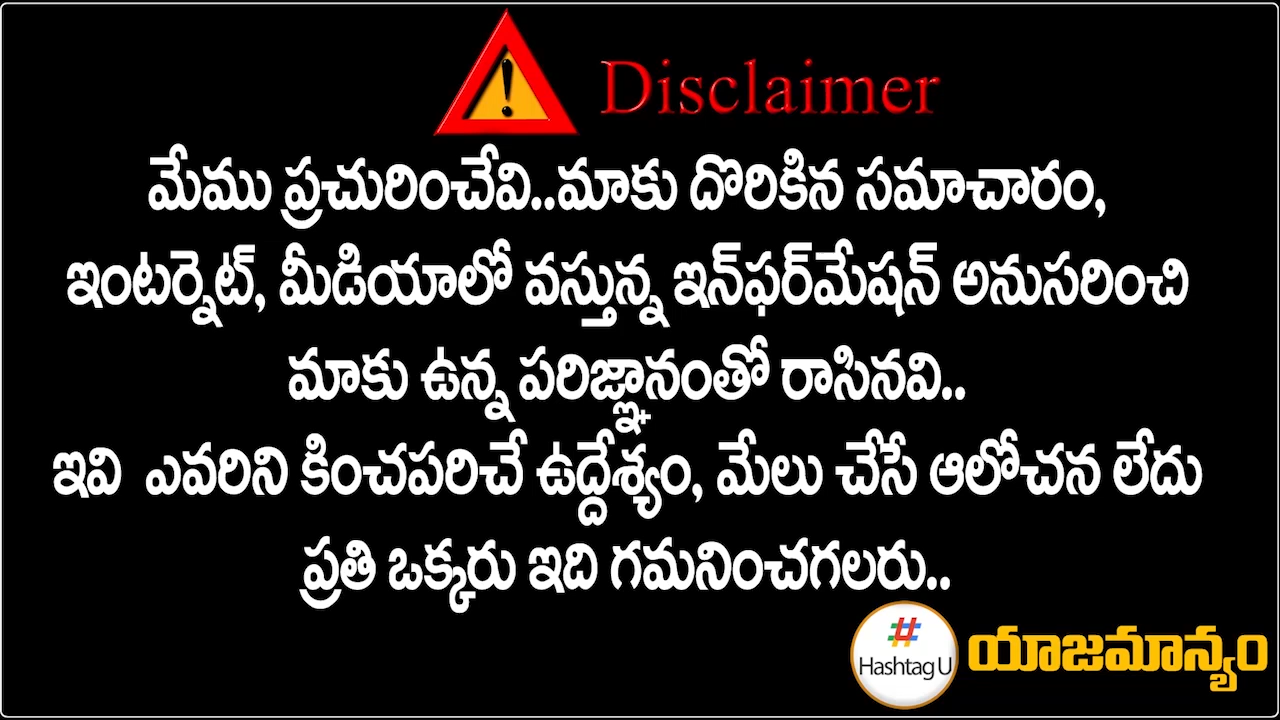 Disclaimer
మేము ప్రచురించేవి..మాకు దొరికిన సమాచారం,
ఇంటర్నెట్, మీడియాలో వస్తున్న ఇన్‌ఫర్‌మేషన్ అనుసరించి
మాకు ఉన్న పరిజ్ఞానంతో రాసినవి..
ఇవి ఎవరిని కించపరిచే ఉద్దేశ్యం, మేలు చేసే ఆలోచన లేదు
ప్రతి ఒక్కరు ఇది గమనించగలరు..
# Hashtag U యాజమాన్యం